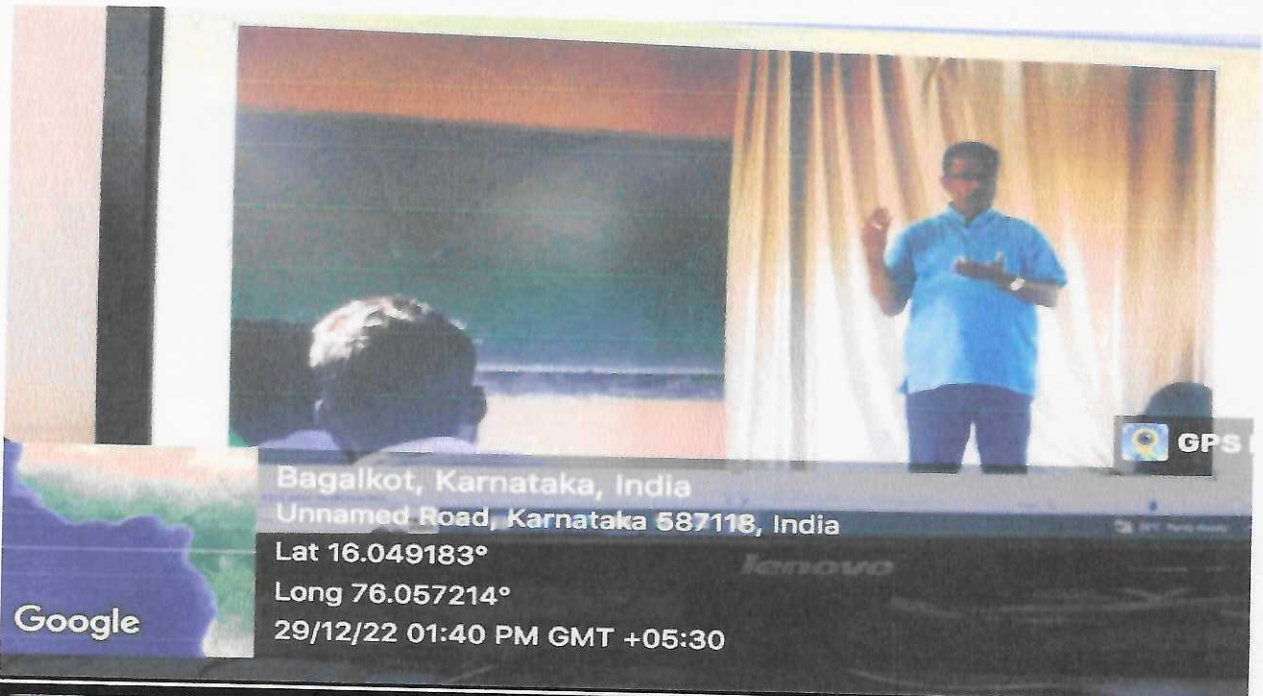 GPS
Bagalkot, Karnataka, India
Unnamed Road, Karnataka 587118, India
Lat 16.049183°
Long 76.057214°
29/12/22 01:40 PM GMT +05:30
Google
lenovo